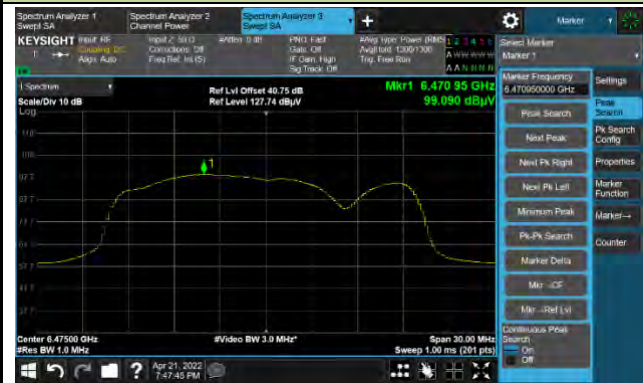 Spectrum Analyzer 1
Swept SA
Spectrum Analyzer 2
Channel Power
Spectrum Analyzer 3
Swept SA
+
Marker
KEYSIGHT
Input: RF
Coupling: DC
Align: Auto
Input Z: 50 Ω
Corrections: Off
Freq Ref: Int (S)
#Atten: 0 dB
PNO: Fast
Gate: Off
IF Gain: High
Sig Track: Off
#Avg Type: Power (RMS)
Avg|Hold: 1300/1300
Trig: Free Run
1 2 3 4 5 6
A W W W W W
A A N N N N
Select Marker
Marker 1
1 Spectrum
Scale/Div 10 dB
Log
Ref Lvl Offset 40.75 dB
Ref Level 127.74 dBµV
Mkr1 6.470 95 GHz
99.090 dBµV
1
Center 6.47500 GHz
#Res BW 1.0 MHz
#Video BW 3.0 MHz*
Span 30.00 MHz
Sweep 1.00 ms (201 pts)
Marker Frequency
6.470950000 GHz
Peak Search
Next Peak
Next Pk Right
Next Pk Left
Minimum Peak
Pk-Pk Search
Marker Delta
Mkr→CF
Mkr→Ref Lvl
Continuous Peak
Search
On
Off
Settings
Peak
Search
Pk Search
Config
Properties
Marker
Function
Marker→
Counter
?
Apr 21, 2022
7:47:45 PM